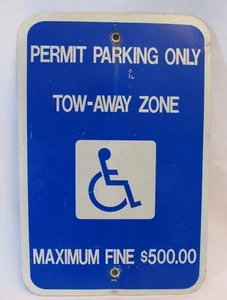 PERMIT PARKING ONLY
TOW-AWAY ZONE
MAXIMUM FINE $500.00